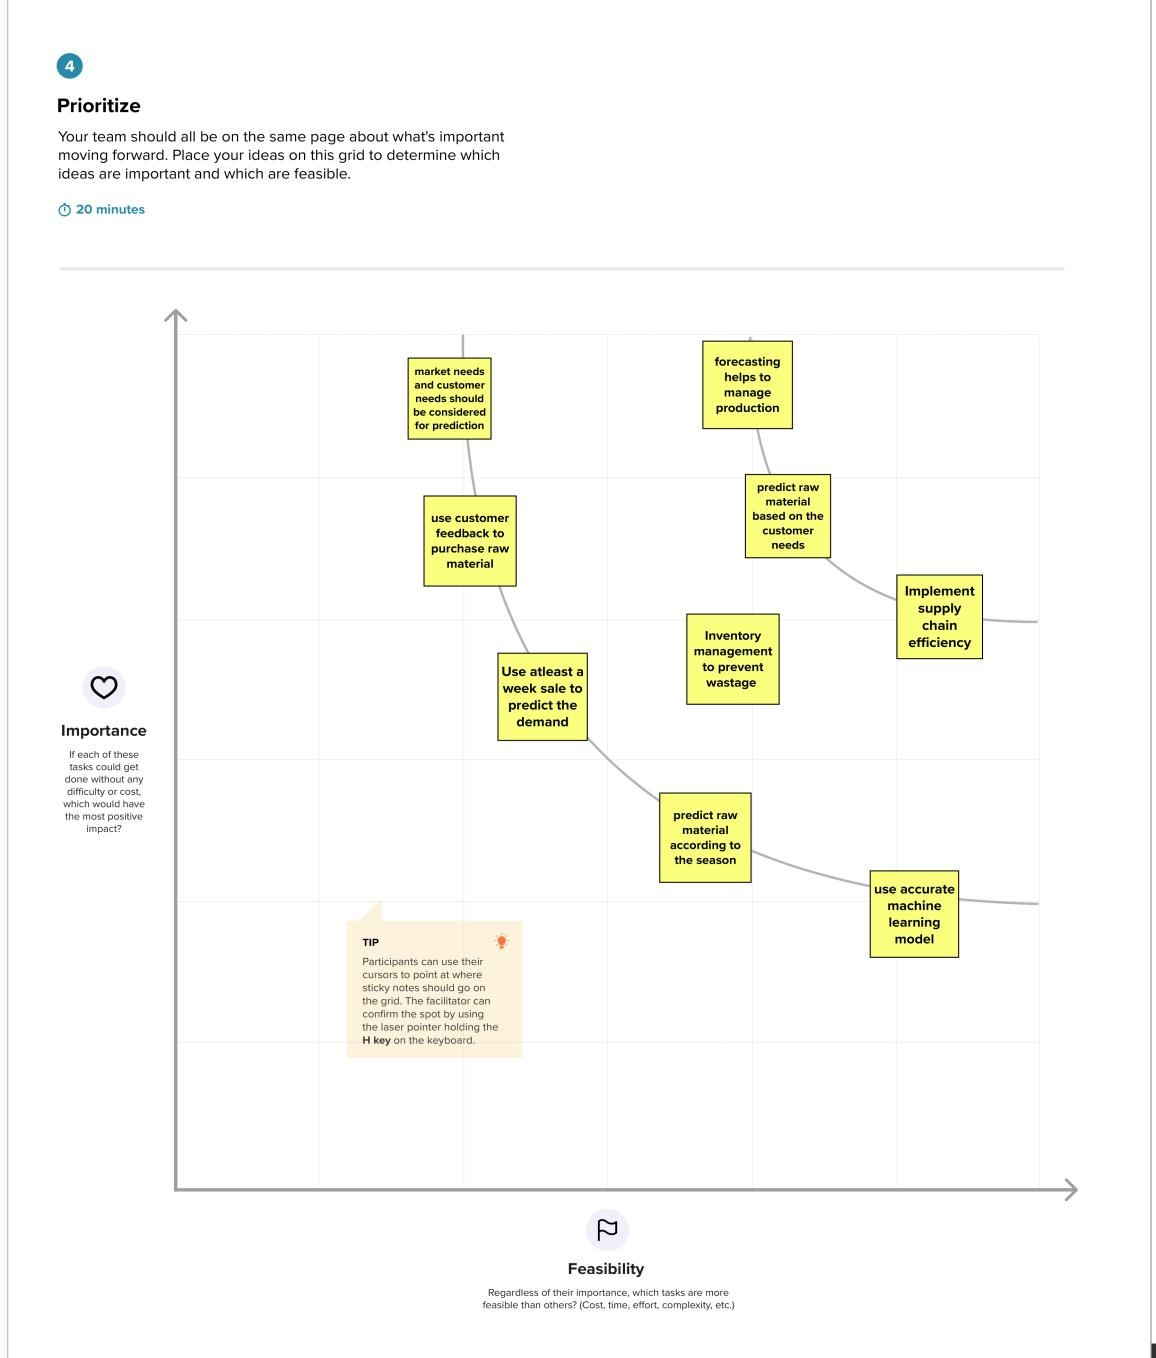 4
Prioritize
Your team should all be on the same page about what's important
moving forward. Place your ideas on this grid to determine which
ideas are important and which are feasible.
20 minutes
market needs
and customer
needs should
be considered
for prediction
forecasting
helps to
manage
production
use customer
feedback to
purchase raw
material
predict raw
material
based on the
customer
needs
Implement
supply
chain
efficiency
Inventory
management
to prevent
wastage
Use atleast a
week sale to
predict the
demand
Importance
If each of these
tasks could get
done without any
difficulty or cost,
which would have
the most positive
impact?
predict raw
material
according to
the season
use accurate
machine
learning
model
TIP
Participants can use their
cursors to point at where
sticky notes should go on
the grid. The facilitator can
confirm the spot by using
the laser pointer holding the
H key on the keyboard.
Feasibility
Regardless of their importance, which tasks are more
feasible than others? (Cost, time, effort, complexity, etc.)